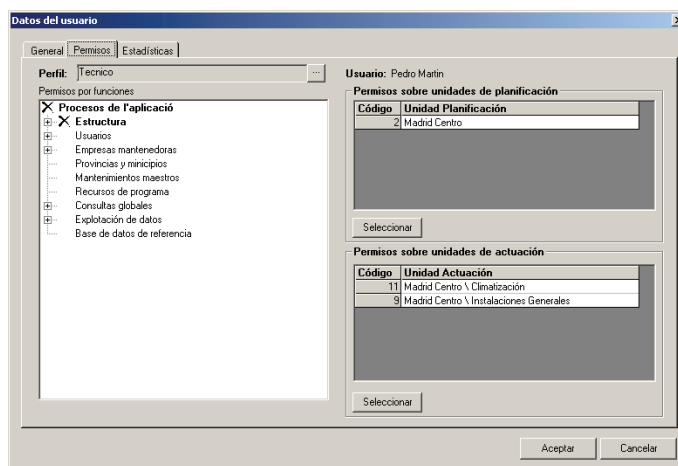 Datos del usuario
General Permisos Estadísticas
Perfil: Tecnico ...
Permisos por funciones
Procesos de l'aplicació
Estructura
Usuarios
Empresas mantenedoras
Provincias y minicipios
Mantenimientos maestros
Recursos de programa
Consultas globales
Explotación de datos
Base de datos de referencia
Usuario: Pedro Martin
Permisos sobre unidades de planificación
Código Unidad Planificación
2 Madrid Centro
Seleccionar
Permisos sobre unidades de actuación
Código Unidad Actuación
11 Madrid Centro \ Climatización
9 Madrid Centro \ Instalaciones Generales
Seleccionar
Aceptar Cancelar